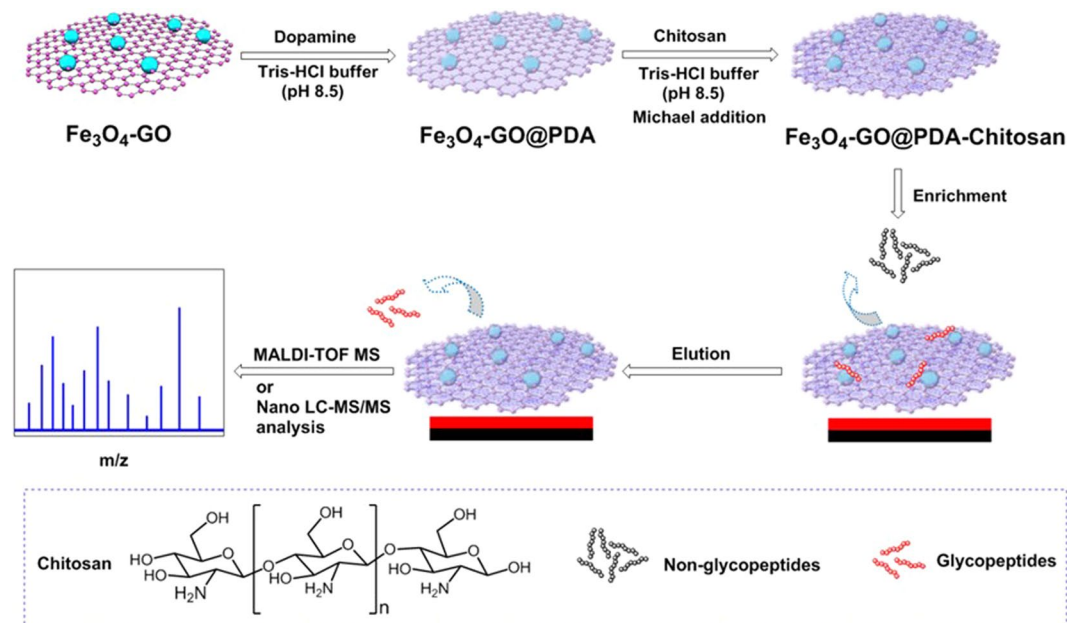 Dopamine
Tris-HCl buffer
(pH 8.5)
Chitosan
Tris-HCl buffer
(pH 8.5)
Michael addition
Fe₃O₄-GO
Fe₃O₄-GO@PDA
Fe₃O₄-GO@PDA-Chitosan
Enrichment
Elution
MALDI-TOF MS
or
Nano LC-MS/MS
analysis
m/z
Chitosan
OH
HO
HO
O
H₂N
O
OH
O
HO
H₂N
n
O
OH
O
HO
H₂N
OH
Non-glycopeptides
Glycopeptides